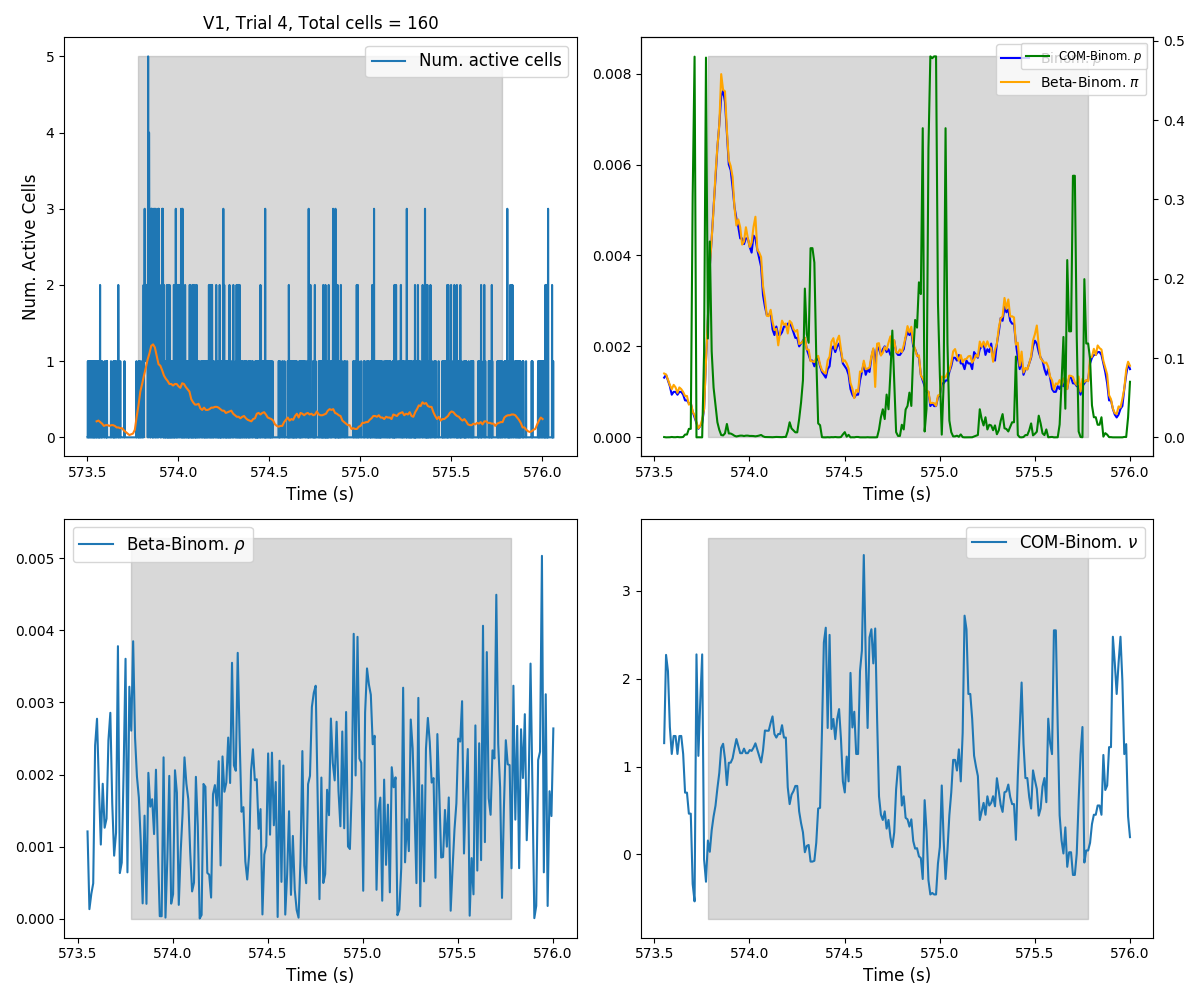 V1, Trial 4, Total cells = 160
Num. active cells
Num. Active Cells
5
4
3
2
1
0
573.5 574.0 574.5 575.0 575.5 576.0
Time (s)
COM-Binom. p
Beta-Binom. π
0.008
0.006
0.004
0.002
0.000
0.5
0.4
0.3
0.2
0.1
0.0
573.5 574.0 574.5 575.0 575.5 576.0
Time (s)
Beta-Binom. ρ
0.005
0.004
0.003
0.002
0.001
0.000
573.5 574.0 574.5 575.0 575.5 576.0
Time (s)
COM-Binom. ν
3
2
1
0
573.5 574.0 574.5 575.0 575.5 576.0
Time (s)